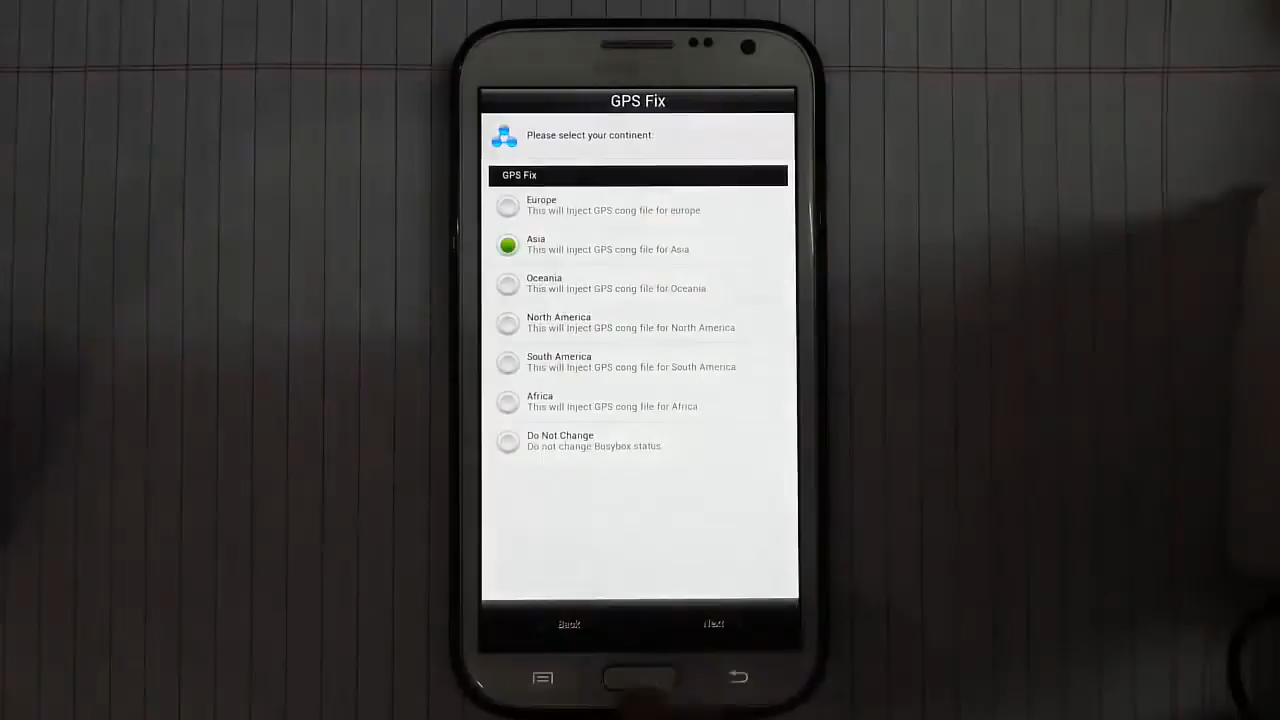 GPS Fix
Please select your continent:
GPS Fix
Europe
This will Inject GPS cong file for europe
Asia
This will Inject GPS cong file for Asia
Oceania
This will Inject GPS cong file for Oceania
North America
This will Inject GPS cong file for North America
South America
This will Inject GPS cong file for South America
Africa
This will Inject GPS cong file for Africa
Do Not Change
Do not change Busybox status.
Back
Next